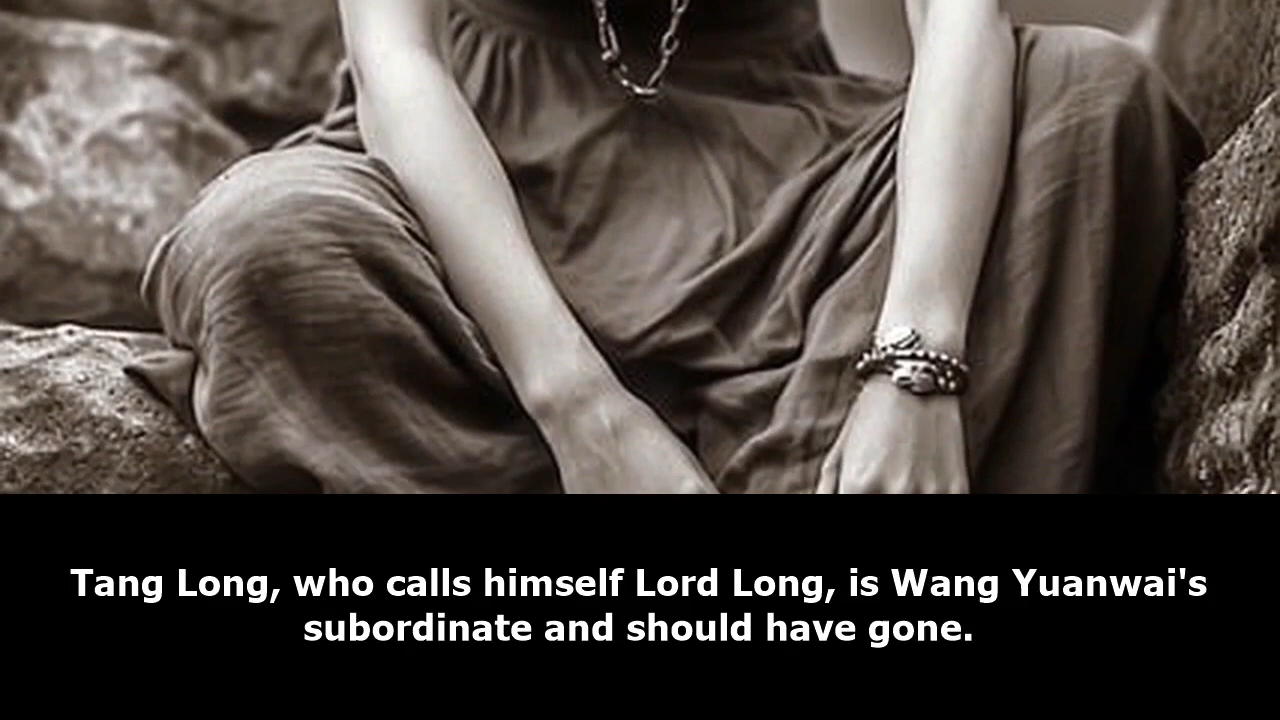 Tang Long, who calls himself Lord Long, is Wang Yuanwai's
subordinate and should have gone.